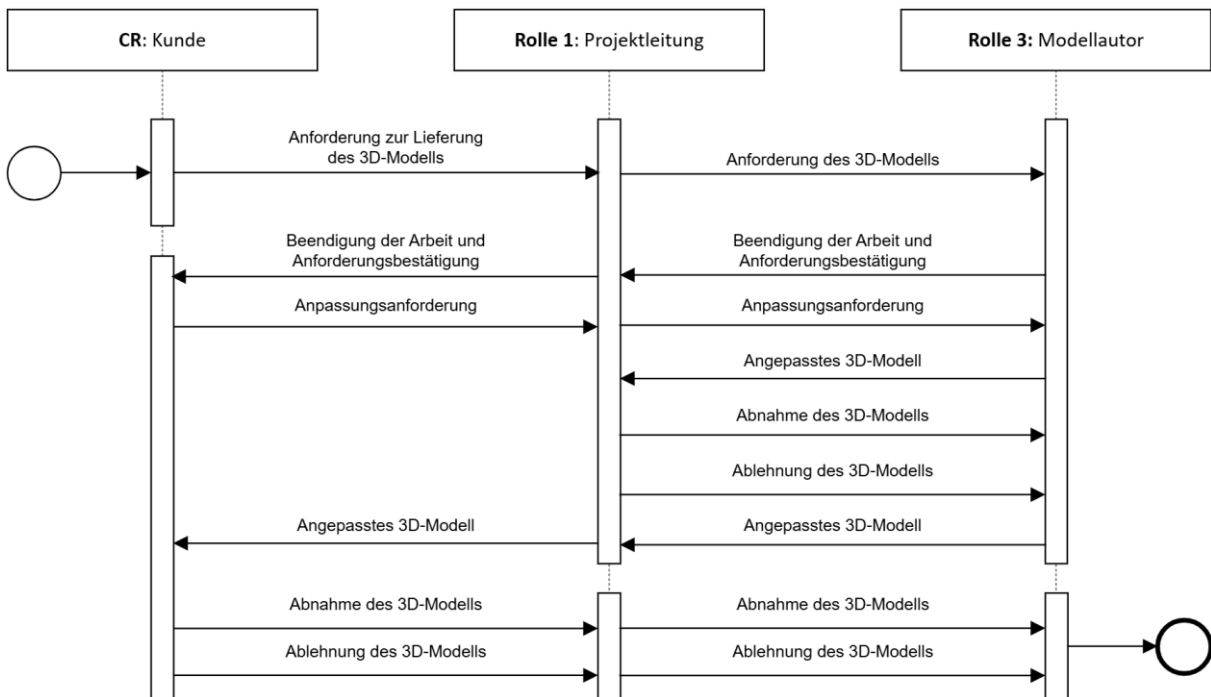 CR: Kunde
Rolle 1: Projektleitung
Rolle 3: Modellautor
Anforderung zur Lieferung
des 3D-Modells
Anforderung des 3D-Modells
Beendigung der Arbeit und
Anforderungsbestätigung
Beendigung der Arbeit und
Anforderungsbestätigung
Anpassungsanforderung
Anpassungsanforderung
Angepasstes 3D-Modell
Abnahme des 3D-Modells
Ablehnung des 3D-Modells
Angepasstes 3D-Modell
Angepasstes 3D-Modell
Abnahme des 3D-Modells
Abnahme des 3D-Modells
Ablehnung des 3D-Modells
Ablehnung des 3D-Modells